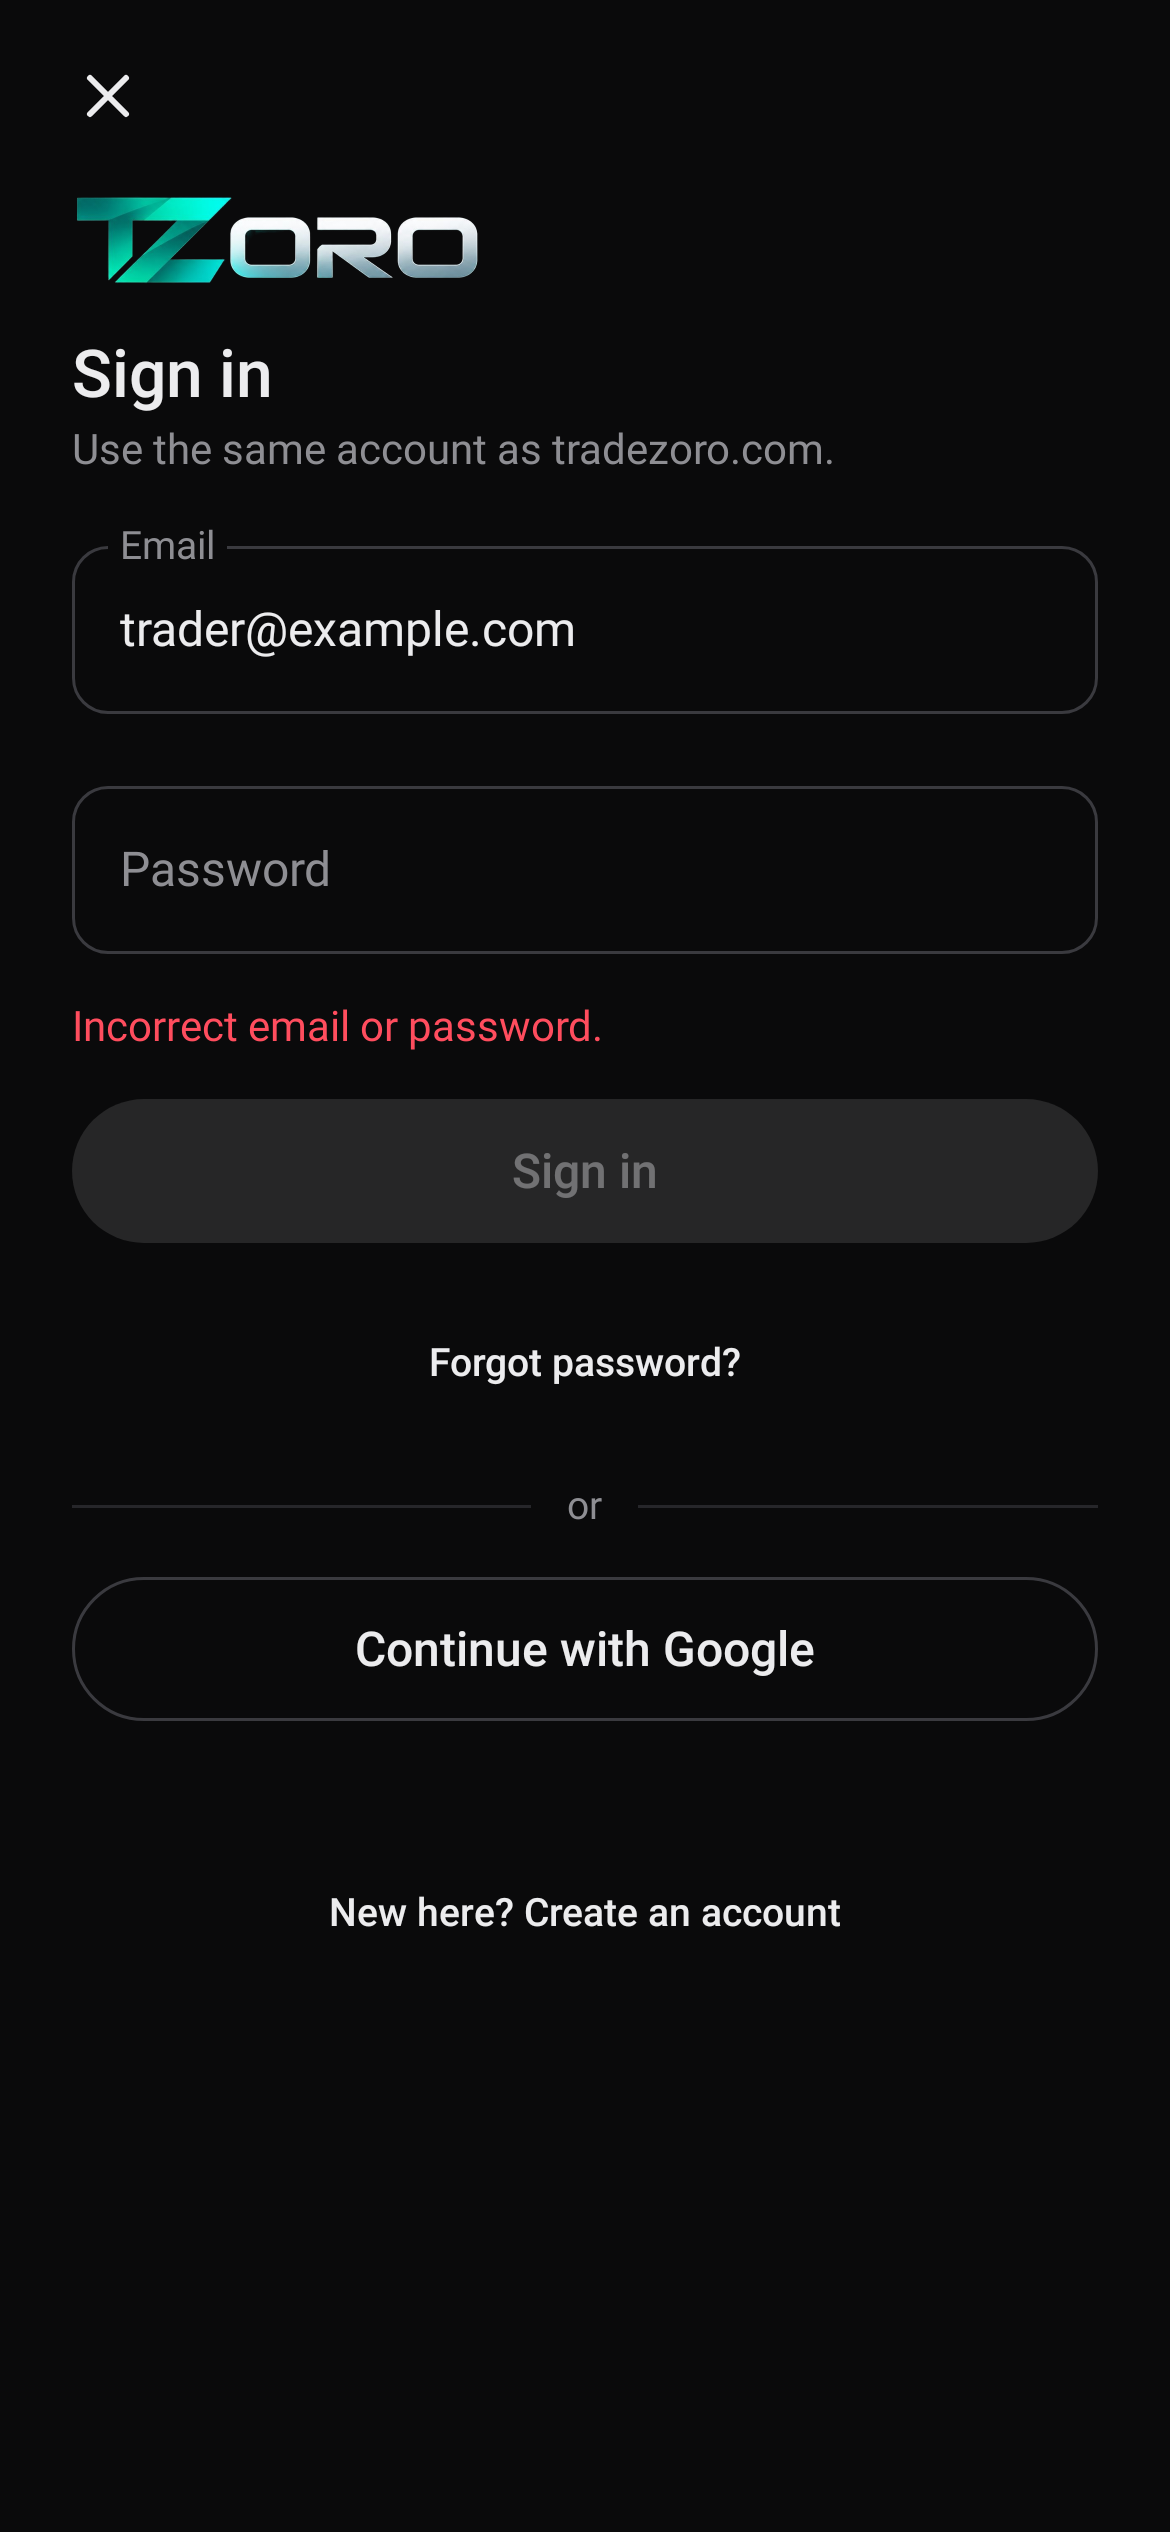 TZORO
Sign in
Use the same account as tradezoro.com.
Email
trader@example.com
Password
Incorrect email or password.
Sign in
Forgot password?
or
Continue with Google
New here? Create an account